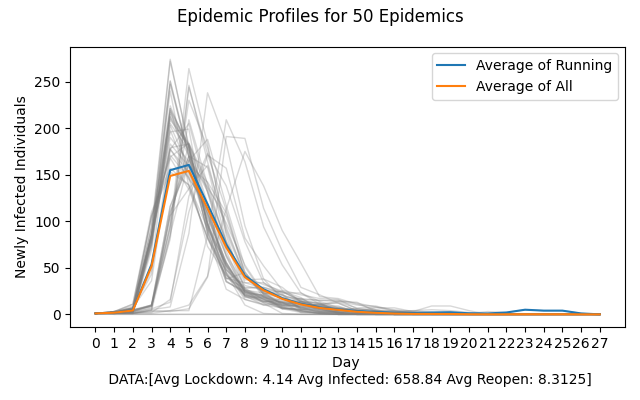 Epidemic Profiles for 50 Epidemics
Average of Running
Average of All
Newly Infected Individuals
250
200
150
100
50
0
0 1 2 3 4 5 6 7 8 9 10 11 12 13 14 15 16 17 18 19 20 21 22 23 24 25 26 27
Day
DATA:[Avg Lockdown: 4.14 Avg Infected: 658.84 Avg Reopen: 8.3125]